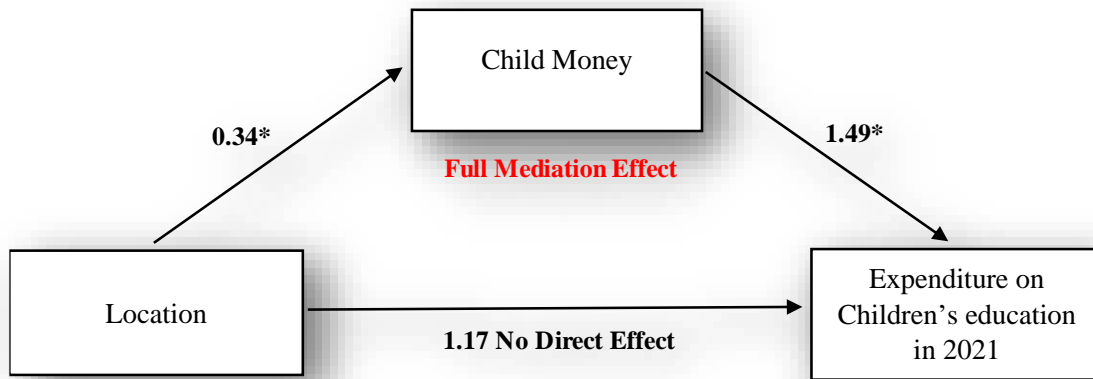 Child Money
0.34*
1.49*
Full Mediation Effect
Location
Expenditure on
Children’s education
in 2021
1.17 No Direct Effect